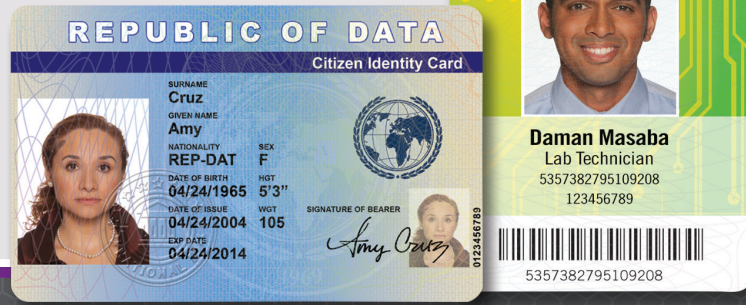 REPUBLIC OF DATA
Citizen Identity Card
SURNAME
Cruz
GIVEN NAME
Amy
NATIONALITY SEX
REP-DAT F
DATE OF BIRTH HGT
04/24/1965 5'3”
DATE OF ISSUE WGT
04/24/2004 105
EXP DATE
04/24/2014
SIGNATURE OF BEARER
Amy Cruz
0123456789
Daman Masaba
Lab Technician
5357382795109208
123456789
5357382795109208